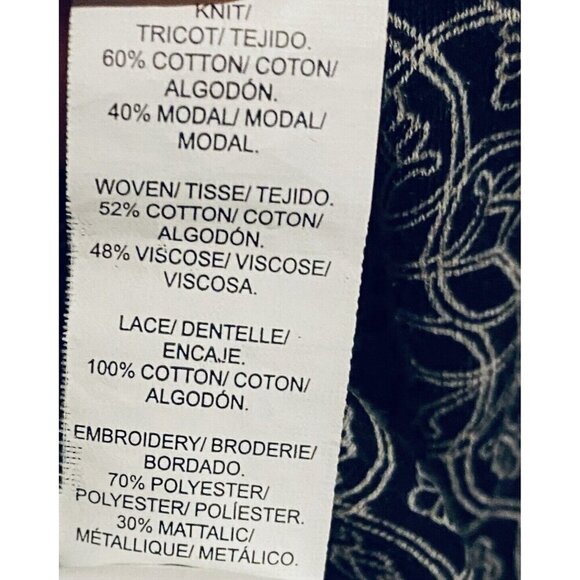 KNIT/
TRICOT/ TEJIDO.
60% COTTON/ COTON/
ALGODÓN.
40% MODAL/ MODAL/
MODAL.
WOVEN/ TISSE/ TEJIDO.
52% COTTON/ COTON/
ALGODÓN.
48% VISCOSE/ VISCOSE/
VISCOSA.
LACE/ DENTELLE/
ENCAJE.
100% COTTON/ COTON/
ALGODÓN.
EMBROIDERY/ BRODERIE/
BORDADO.
70% POLYESTER/
POLYESTER/ POLÍESTER.
30% MATTALIC/
MÉTALLIQUE/ METÁLICO.